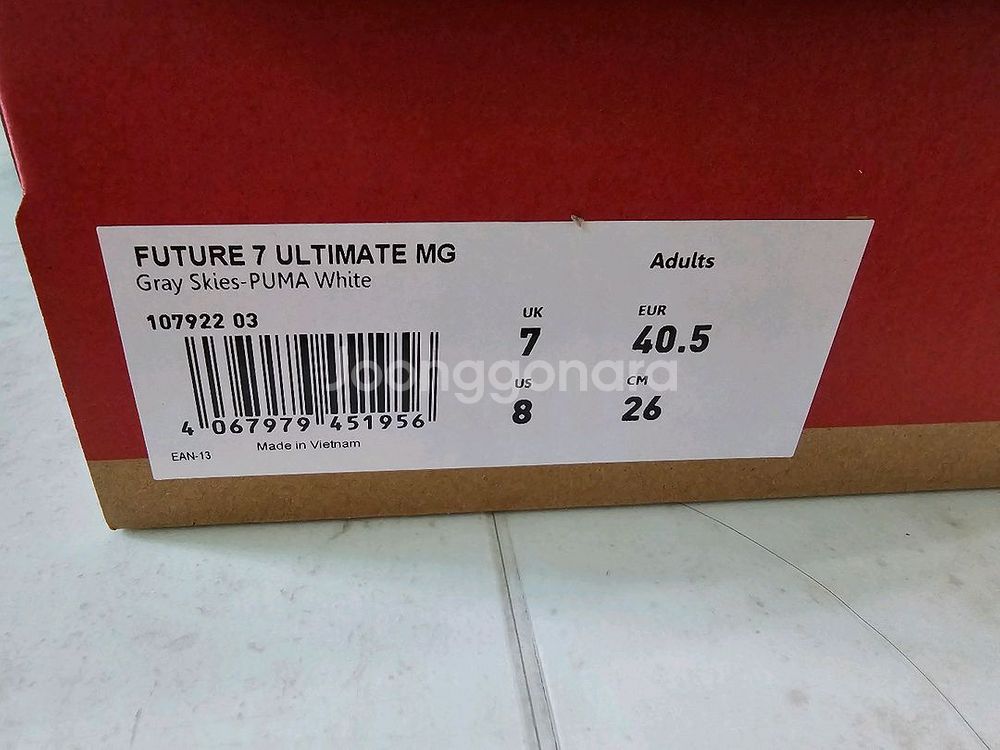 FUTURE 7 ULTIMATE MG
Gray Skies-PUMA White
Adults
107922 03
UK
7
EUR
40.5
US
8
CM
26
4 067979 451956
EAN-13
Made in Vietnam
Joonggonara